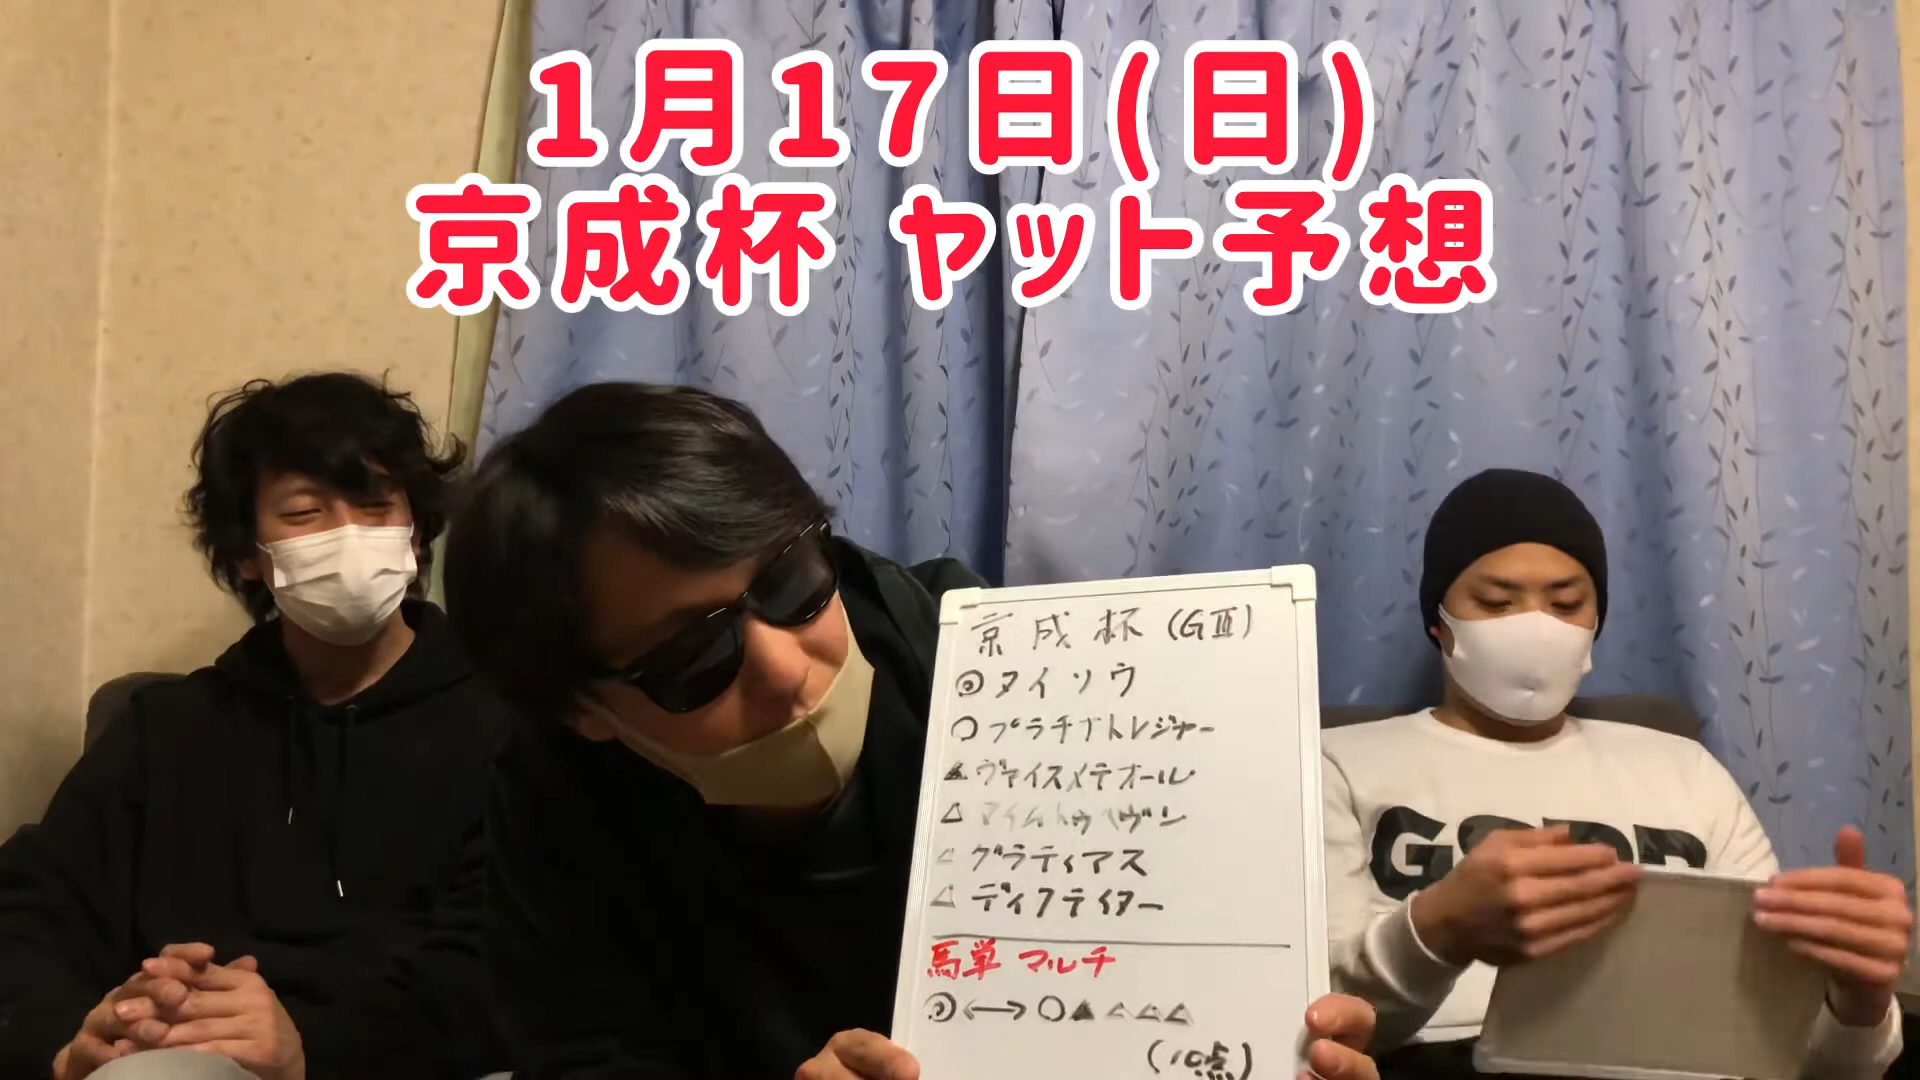 1月17日(日)
京成杯 ヤット予想
京成杯(GⅢ)
◎タイソウ
○プラチナトレジャー
▲ヴァイスメテオール
△タイムトゥヘヴン
△グラティアス
△ディクテイター
馬単 マルチ
◎←→○▲△△△
(10点)